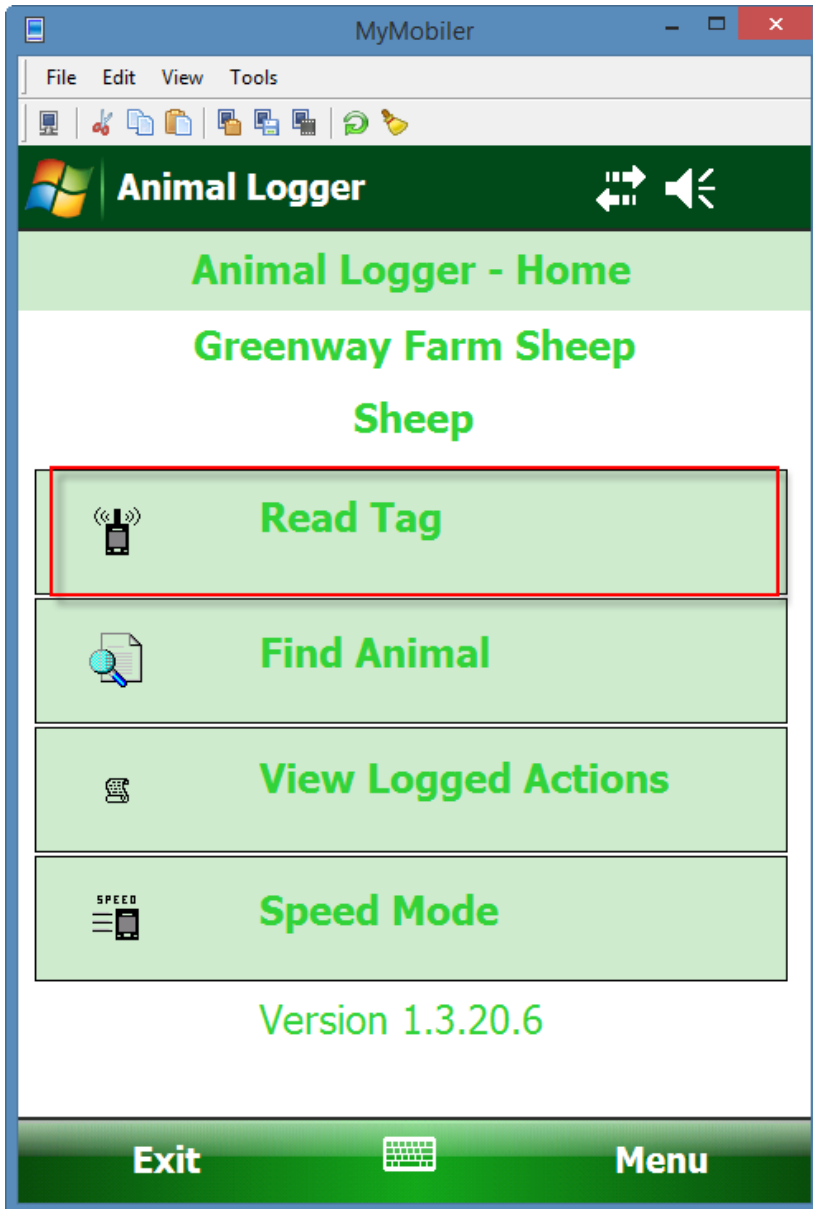 MyMobiler
File Edit View Tools
Animal Logger
Animal Logger - Home
Greenway Farm Sheep
Sheep
Read Tag
Find Animal
View Logged Actions
SPEED
Speed Mode
Version 1.3.20.6
Exit Menu